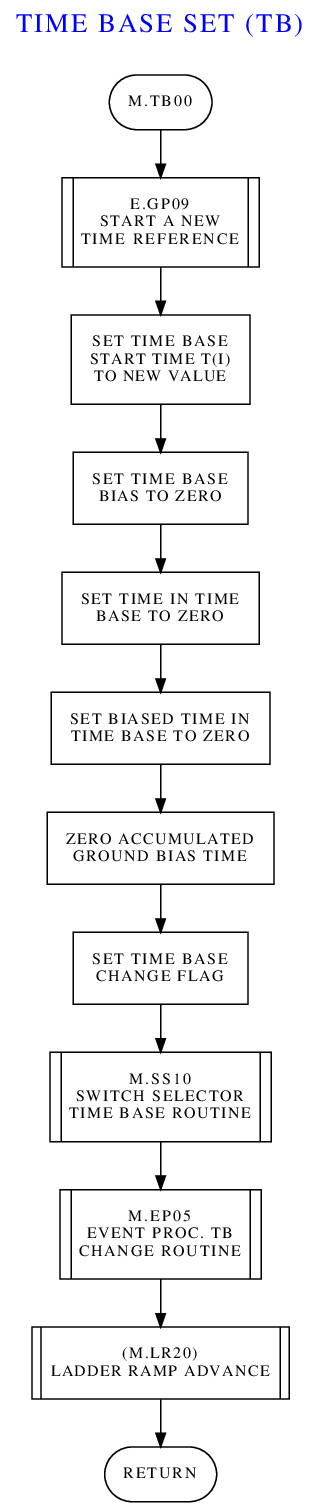 TIME BASE SET (TB)
M.TB00
E.GP09
START A NEW
TIME REFERENCE
SET TIME BASE
START TIME T(I)
TO NEW VALUE
SET TIME BASE
BIAS TO ZERO
SET TIME IN TIME
BASE TO ZERO
SET BIASED TIME IN
TIME BASE TO ZERO
ZERO ACCUMULATED
GROUND BIAS TIME
SET TIME BASE
CHANGE FLAG
M.SS10
SWITCH SELECTOR
TIME BASE ROUTINE
M.EP05
EVENT PROC. TB
CHANGE ROUTINE
(M.LR20)
LADDER RAMP ADVANCE
RETURN